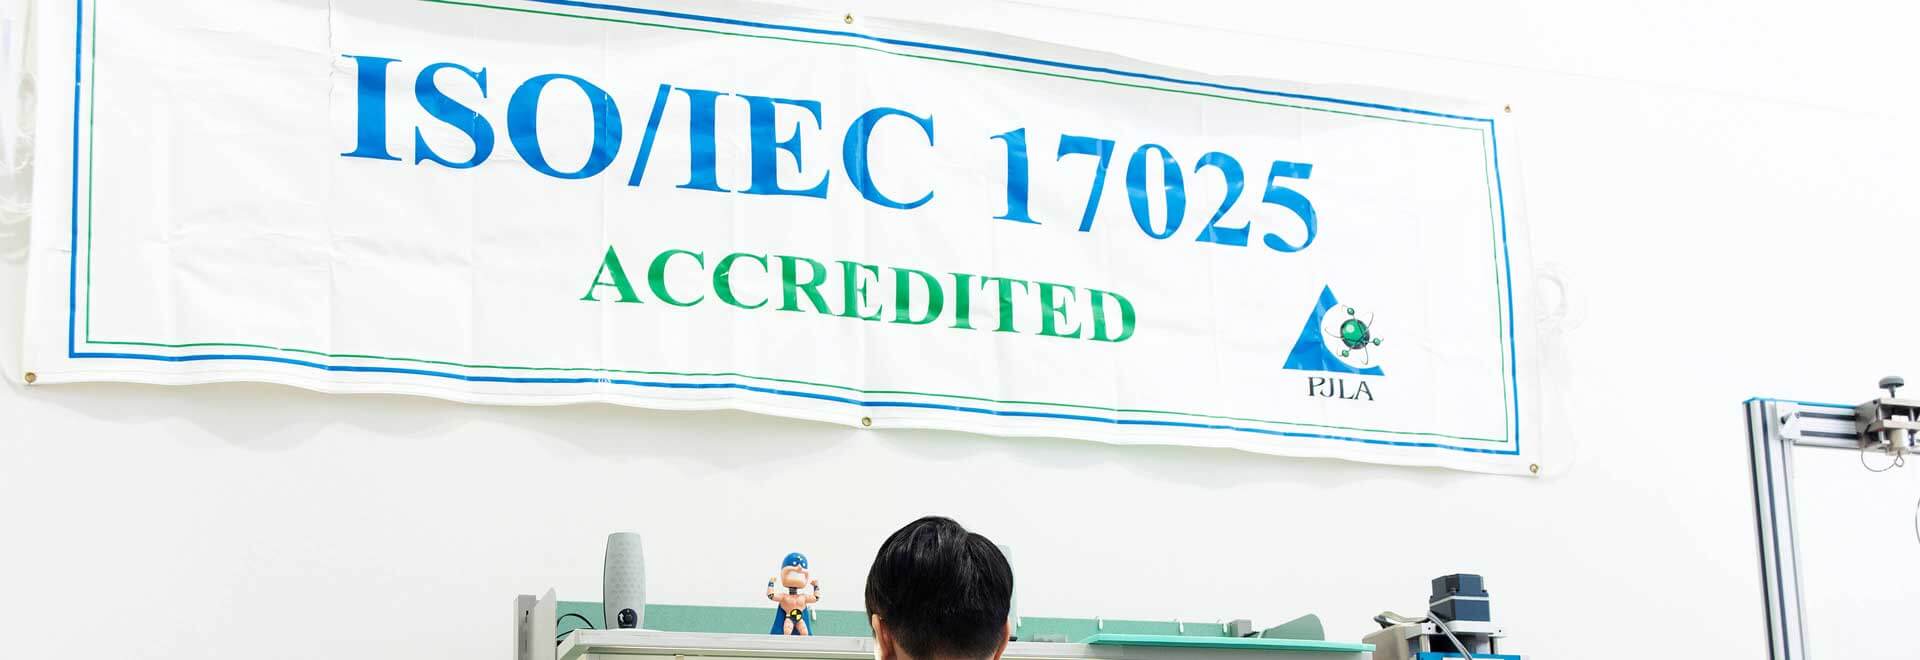 ISO/IEC 17025
ACCREDITED
PJLA